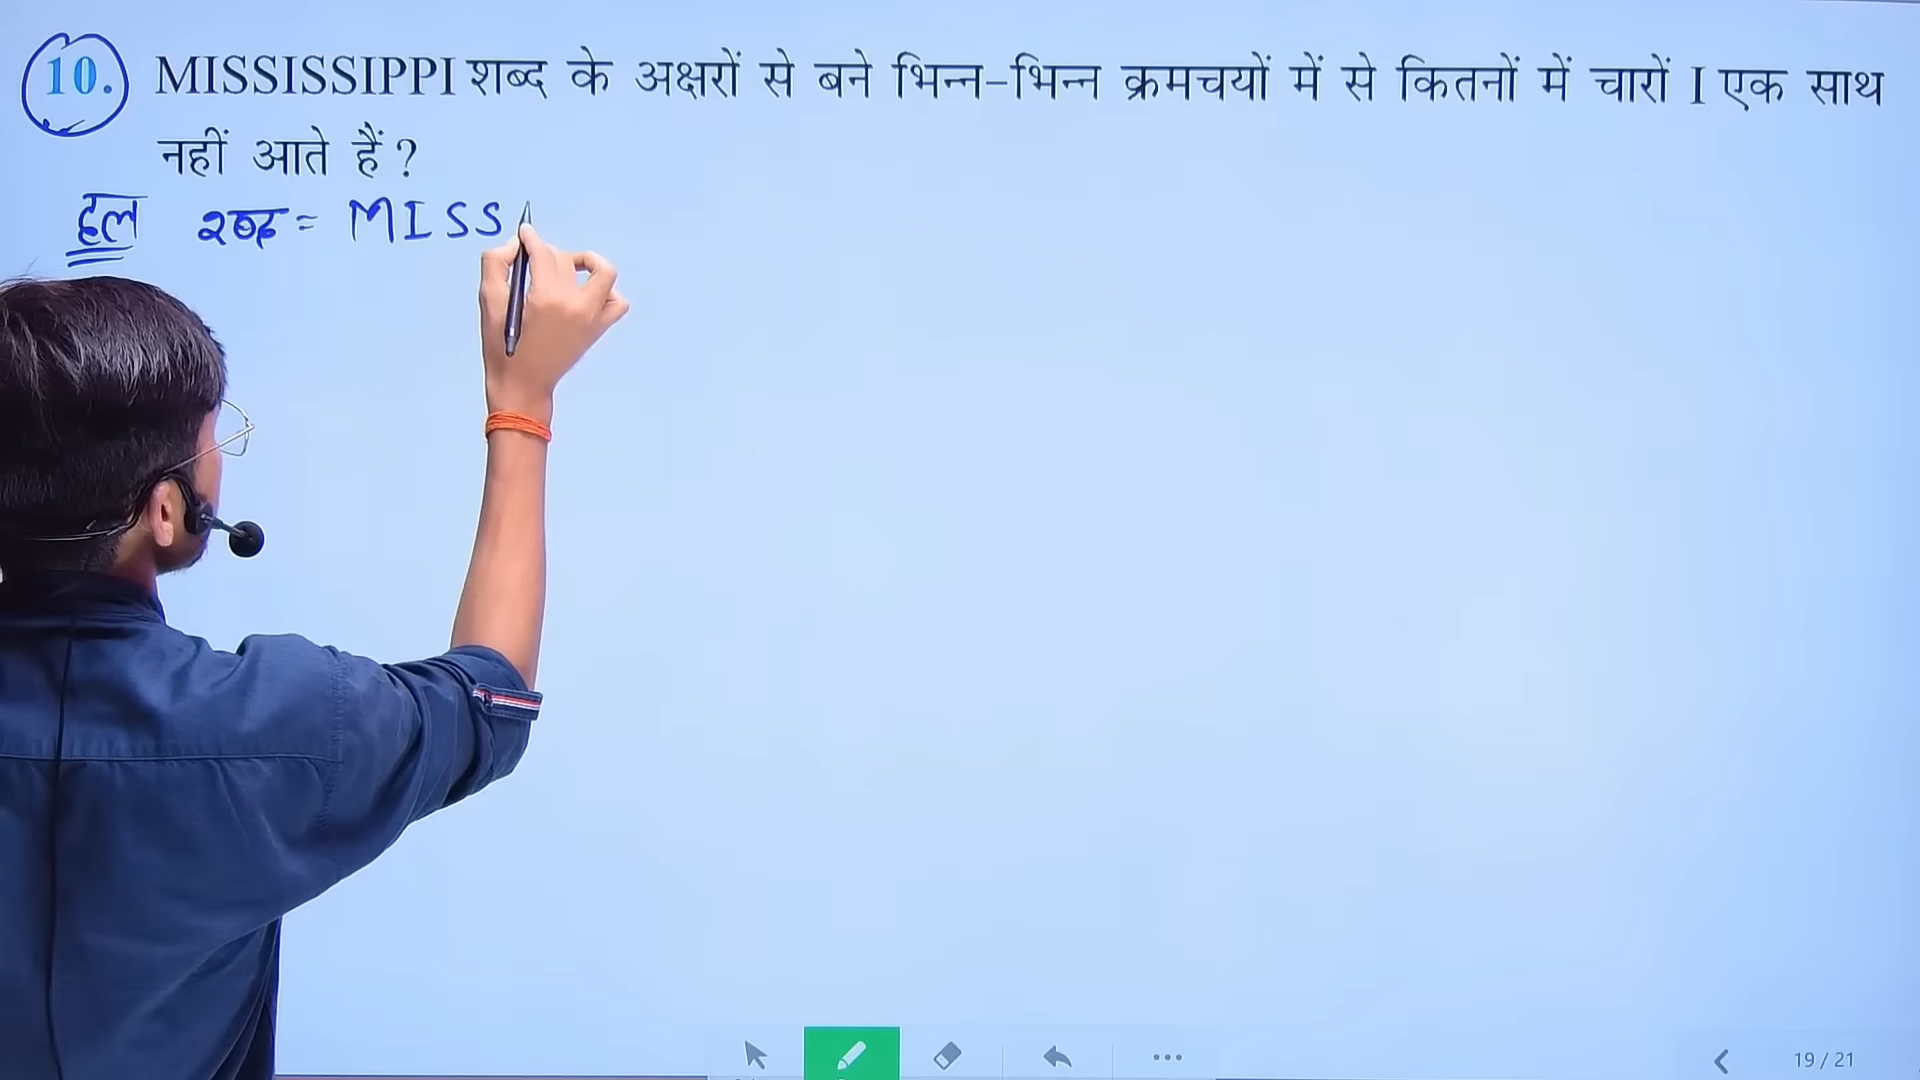 10. MISSISSIPPI शब्द के अक्षरों से बने भिन्न-भिन्न क्रमचयों में से कितनों में चारों I एक साथ
नहीं आते हैं ?
हल शब्द = MISS
19 / 21